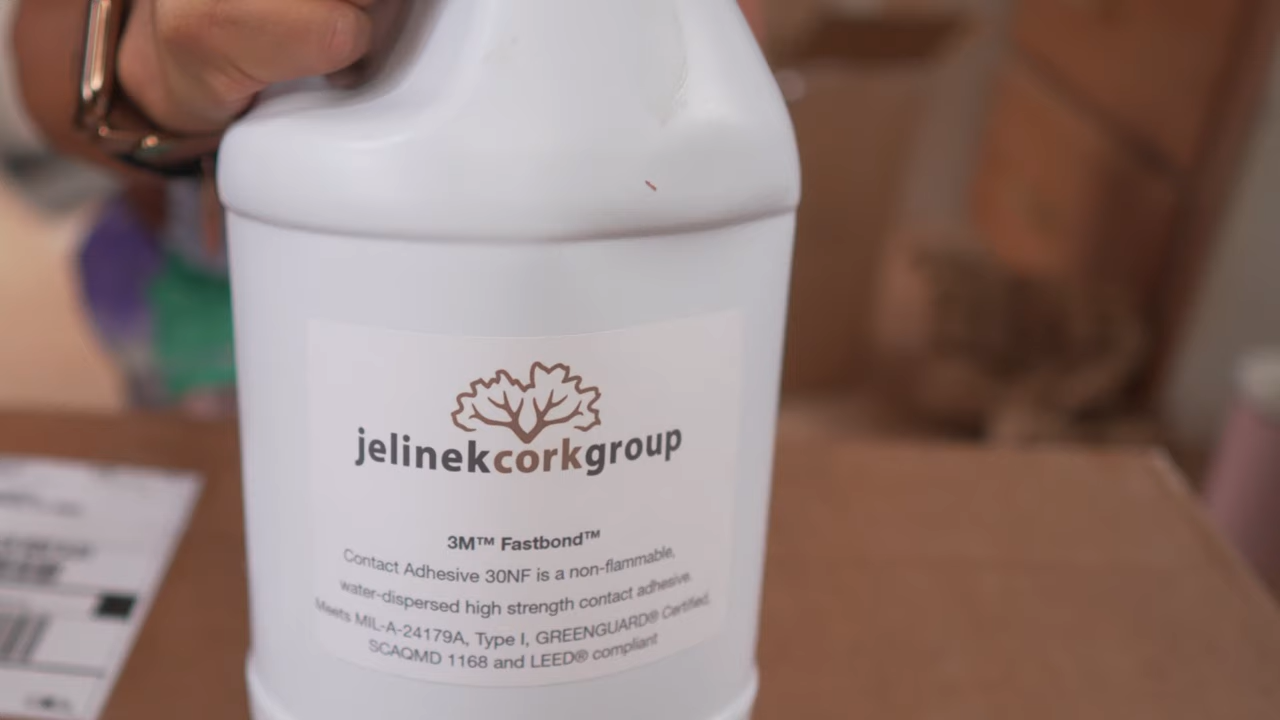 jelinekcorkgroup
3M™ Fastbond™
Contact Adhesive 30NF is a non-flammable,
water-dispersed high strength contact adhesive.
Meets MIL-A-24179A, Type I, GREENGUARD® Certified,
SCAQMD 1168 and LEED® compliant